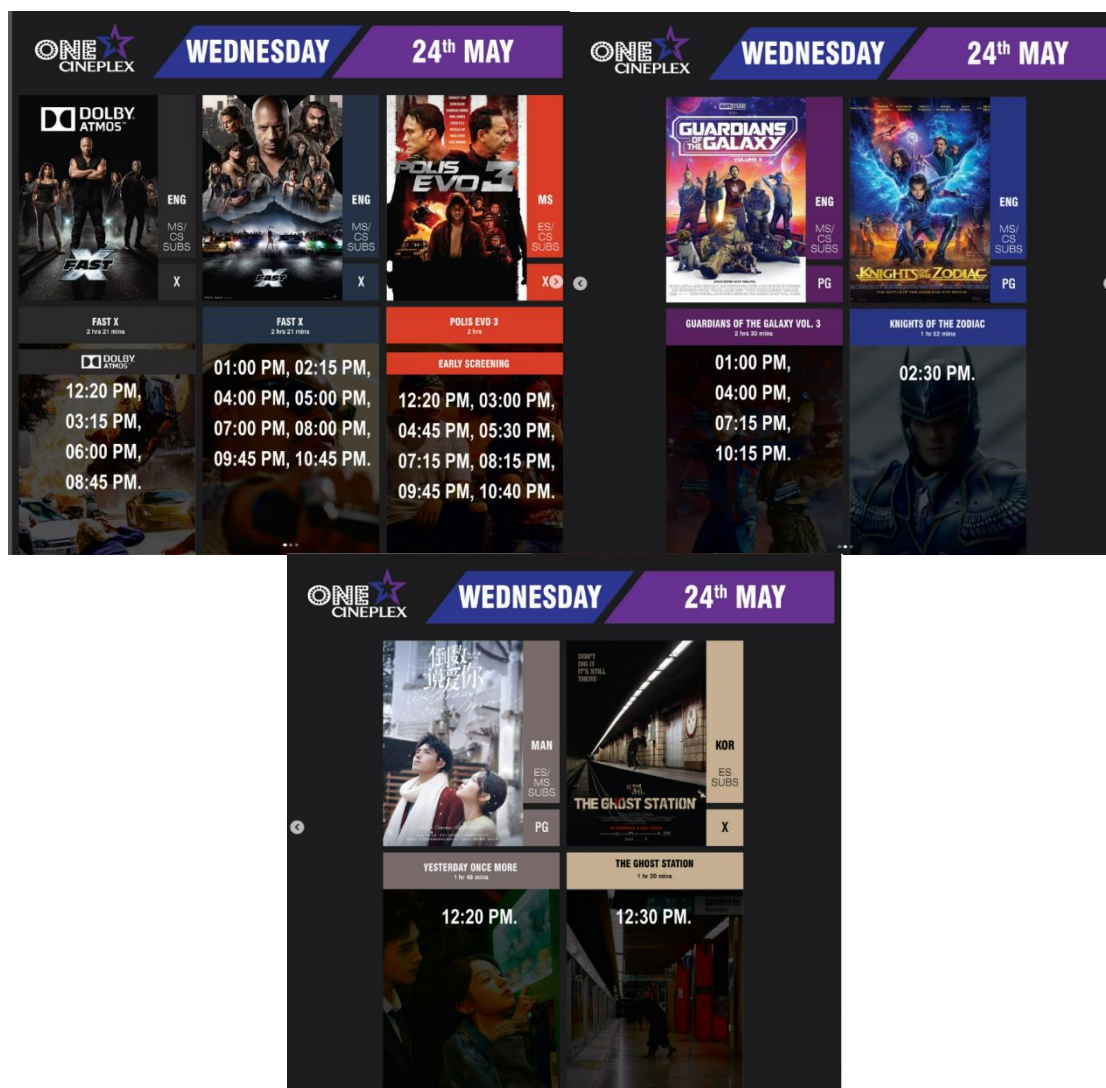 ONE
CINEPLEX
WEDNESDAY
24th MAY
DOLBY
ATMOS™
FAST X
ENG
MS/
CS
SUBS
X
FAST X
2 hrs 21 mins
DOLBY
ATMOS
12:20 PM,
03:15 PM,
06:00 PM,
08:45 PM.
FAST X
ENG
MS/
CS
SUBS
X
FAST X
2 hrs 21 mins
01:00 PM, 02:15 PM,
04:00 PM, 05:00 PM,
07:00 PM, 08:00 PM,
09:45 PM, 10:45 PM.
POLIS
EVO 3
MS
ES/
CS
SUBS
X
POLIS EVO 3
2 hrs
EARLY SCREENING
12:20 PM, 03:00 PM,
04:45 PM, 05:30 PM,
07:15 PM, 08:15 PM,
09:45 PM, 10:40 PM.
ONE
CINEPLEX
WEDNESDAY
24th MAY
GUARDIANS
OF THE GALAXY
VOLUME 3
ENG
MS/
CS
SUBS
PG
GUARDIANS OF THE GALAXY VOL. 3
2 hrs 30 mins
01:00 PM,
04:00 PM,
07:15 PM,
10:15 PM.
KNIGHTS OF THE ZODIAC
ENG
MS/
CS
SUBS
PG
KNIGHTS OF THE ZODIAC
1 hr 52 mins
02:30 PM.
ONE
CINEPLEX
WEDNESDAY
24th MAY
倒数
说爱你
MAN
ES/
MS
SUBS
PG
YESTERDAY ONCE MORE
1 hr 48 mins
12:20 PM.
DON'T
DIG IT
IT'S STILL
THERE
THE GHOST STATION
KOR
ES
SUBS
X
THE GHOST STATION
1 hr 20 mins
12:30 PM.